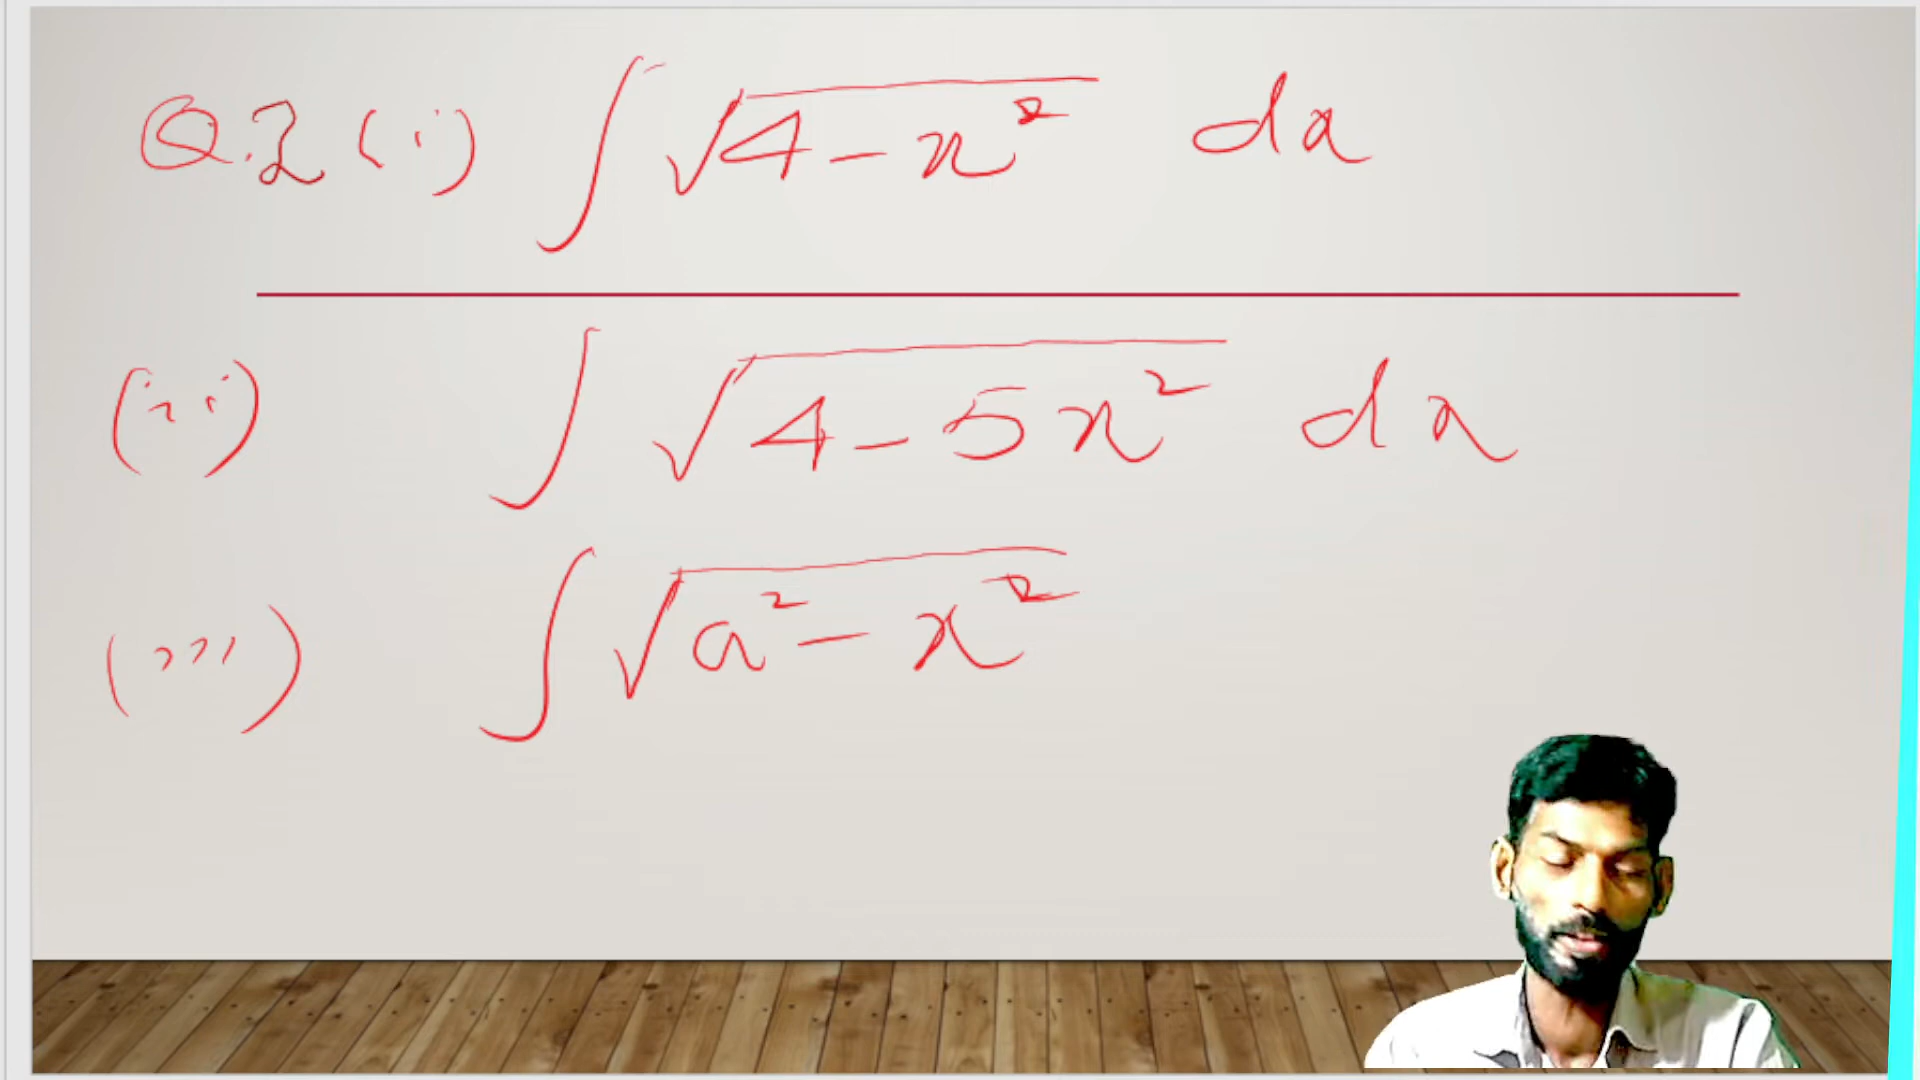 Q.2 (i) ∫ √4 - x² dx
(ii) ∫ √4 - 5x² dx
(iii) ∫ √a² - x²